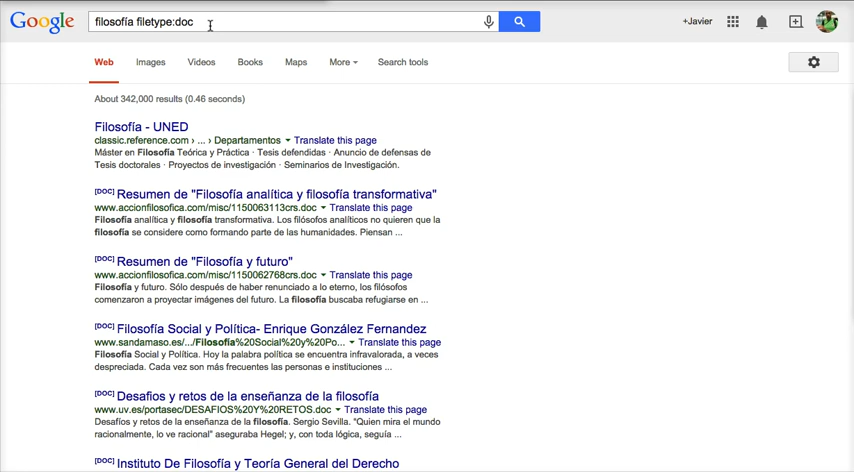 Google filosofía filetype:doc +Javier
Web Images Videos Books Maps More Search tools
About 342,000 results (0.46 seconds)
Filosofía - UNED
classic.reference.com › ... › Departamentos Translate this page
Máster en Filosofía Teórica y Práctica · Tesis defendidas · Anuncio de defensas de
Tesis doctorales · Proyectos de investigación · Seminarios de Investigación.
[DOC] Resumen de "Filosofía analítica y filosofía transformativa"
www.accionfilosofica.com/misc/1150063113crs.doc Translate this page
Filosofía analítica y filosofía transformativa. Los filósofos analíticos no quieren que la
filosofía se considere como formando parte de las humanidades. Piensan ...
[DOC] Resumen de "Filosofía y futuro"
www.accionfilosofica.com/misc/1150062768crs.doc Translate this page
Filosofía y futuro. Sólo después de haber renunciado a lo eterno, los filósofos
comenzaron a proyectar imágenes del futuro. La filosofía buscaba refugiarse en ...
[DOC] Filosofía Social y Política- Enrique González Fernandez
www.sandamaso.es/.../Filosofía%20Social%20y%20Po... Translate this page
Filosofía Social y Política. Hoy la palabra política se encuentra infravalorada, a veces
despreciada. Cada vez son más frecuentes las personas e instituciones ...
[DOC] Desafios y retos de la enseñanza de la filosofía
www.uv.es/portasec/DESAFIOS%20Y%20RETOS.doc Translate this page
Desafíos y retos de la enseñanza de la filosofía. Sergio Sevilla. "Quien mira el mundo
racionalmente, lo ve racional" aseguraba Hegel; y, con toda lógica, seguía ...
[DOC] Instituto De Filosofía y Teoría General del Derecho